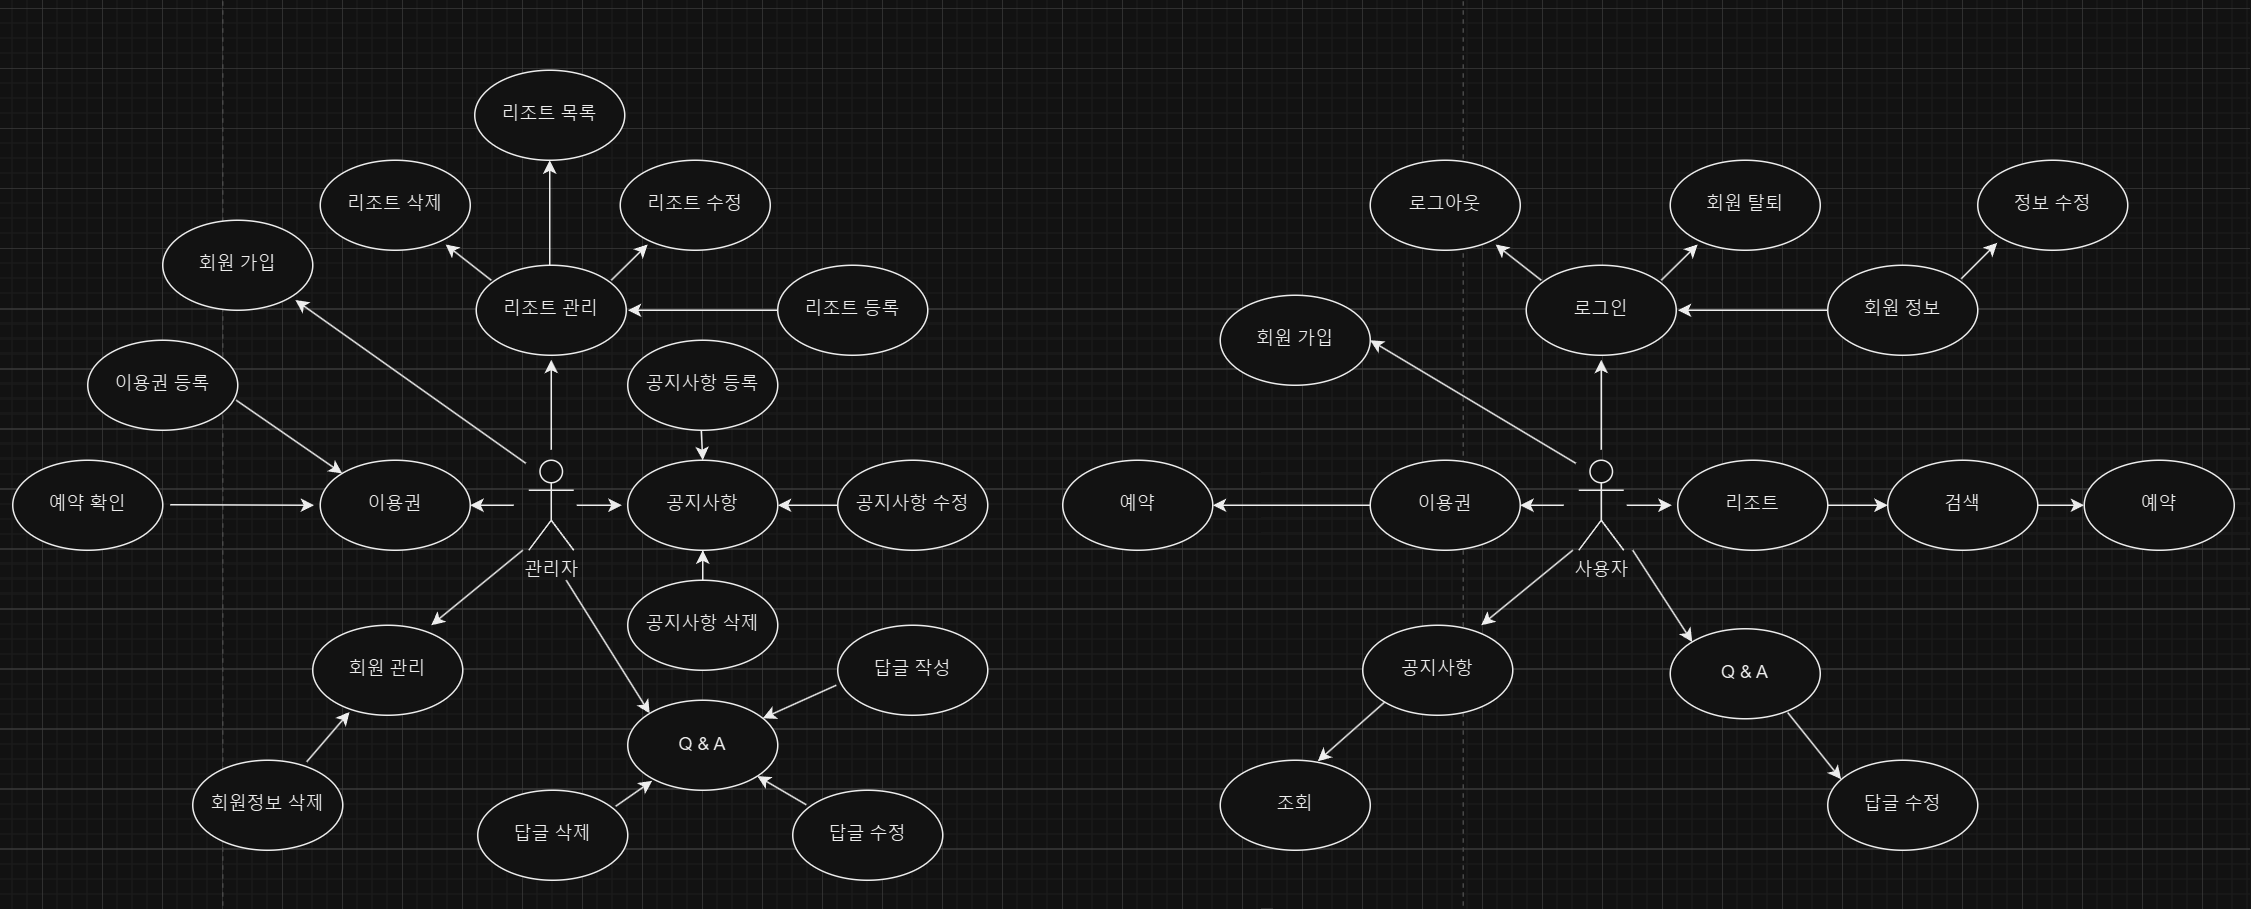 리조트 목록
리조트 삭제
리조트 수정
회원 가입
리조트 관리
리조트 등록
이용권 등록
공지사항 등록
예약 확인
이용권
공지사항
공지사항 수정
관리자
공지사항 삭제
회원 관리
답글 작성
Q & A
회원정보 삭제
답글 삭제
답글 수정
로그아웃
회원 탈퇴
정보 수정
로그인
회원 정보
회원 가입
예약
이용권
리조트
검색
예약
사용자
공지사항
Q & A
조회
답글 수정